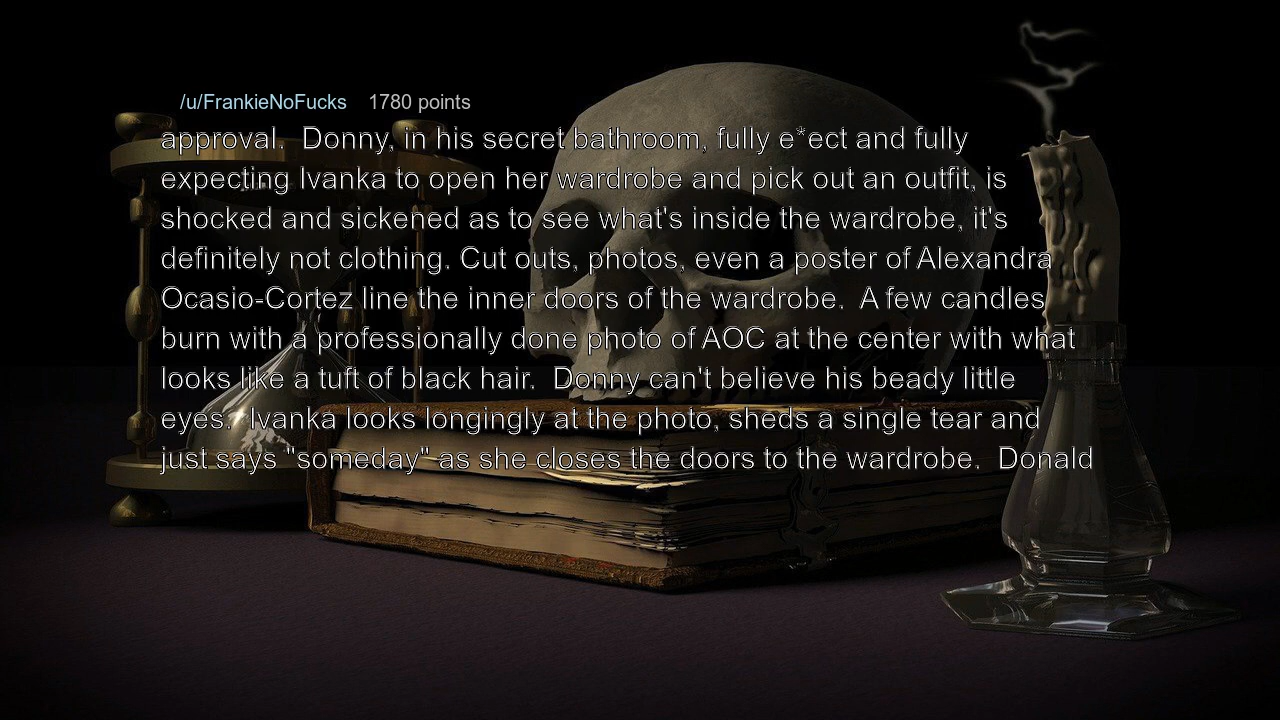 /u/FrankieNoFucks 1780 points
approval.  Donny, in his secret bathroom, fully e*ect and fully
expecting Ivanka to open her wardrobe and pick out an outfit, is
shocked and sickened as to see what's inside the wardrobe, it's
definitely not clothing. Cut outs, photos, even a poster of Alexandra
Ocasio-Cortez line the inner doors of the wardrobe.  A few candles
burn with a professionally done photo of AOC at the center with what
looks like a tuft of black hair.  Donny can't believe his beady little
eyes.  Ivanka looks longingly at the photo, sheds a single tear and
just says "someday" as she closes the doors to the wardrobe.  Donald